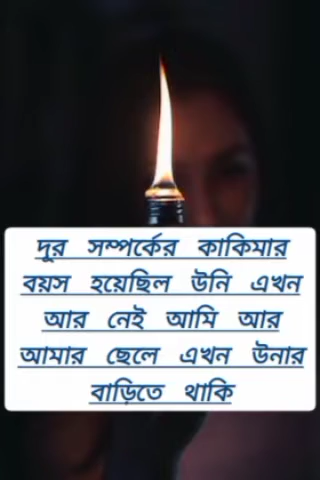 দুর সম্পর্কের কাকিমার
বয়স হয়েছিল উনি এখন
আর নেই আমি আর
আমার ছেলে এখন উনার
বাড়িতে থাকি